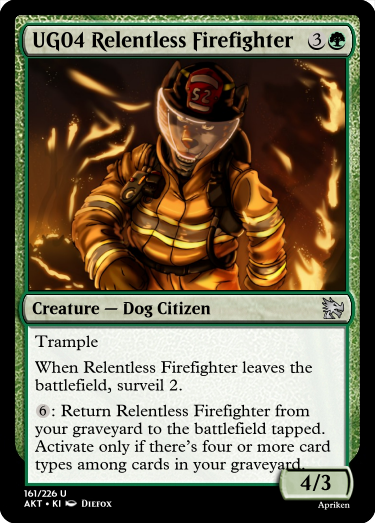 UG04 Relentless Firefighter 3
52
Creature — Dog Citizen
Trample
When Relentless Firefighter leaves the
battlefield, surveil 2.
6: Return Relentless Firefighter from
your graveyard to the battlefield tapped.
Activate only if there's four or more card
types among cards in your graveyard.
4/3
161/226 U
AKT • KI Diefox
Apriken